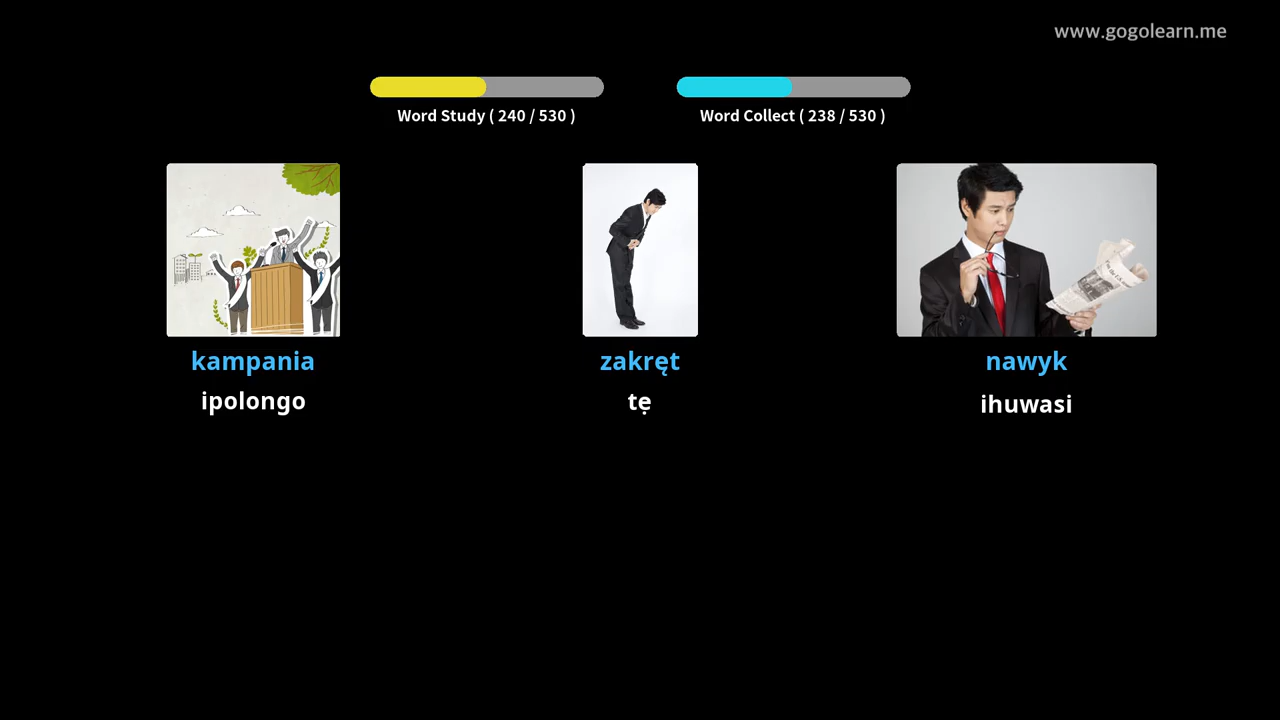 www.gogolearn.me
Word Study ( 240 / 530 )
Word Collect ( 238 / 530 )
kampania
ipolongo
zakręt
tẹ
nawyk
ihuwasi